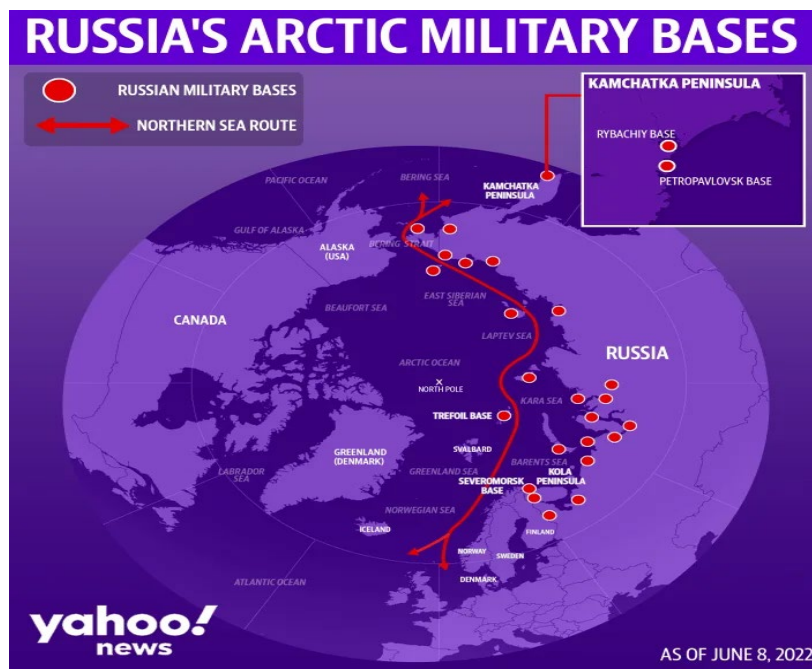 RUSSIA'S ARCTIC MILITARY BASES
RUSSIAN MILITARY BASES
NORTHERN SEA ROUTE
KAMCHATKA PENINSULA
RYBACHIY BASE
PETROPAVLOVSK BASE
PACIFIC OCEAN
BERING SEA
KAMCHATKA
PENINSULA
GULF OF ALASKA
ALASKA
(USA)
BERING STRAIT
BEAUFORT SEA
EAST SIBERIAN
SEA
CANADA
LAPTEV SEA
RUSSIA
ARCTIC OCEAN
NORTH POLE
KARA SEA
TREFOIL BASE
GREENLAND
(DENMARK)
SVALBARD
LABRADOR
SEA
GREENLAND SEA
BARENTS SEA
SEVEROMORSK
BASE
KOLA
PENINSULA
NORWEGIAN SEA
ICELAND
FINLAND
NORWAY
SWEDEN
DENMARK
ATLANTIC OCEAN
yahoo!
news
AS OF JUNE 8, 2022